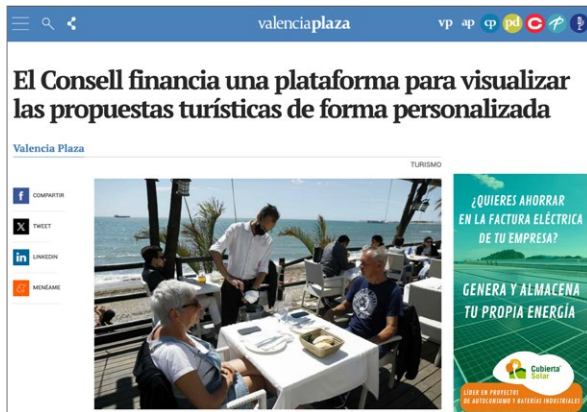 valenciaplaza
vp ap cp pd
El Consell financia una plataforma para visualizar
las propuestas turísticas de forma personalizada
Valencia Plaza
TURISMO
COMPARTIR
TWEET
LINKEDIN
MENÉAME
¿QUIERES AHORRAR
EN LA FACTURA ELÉCTRICA
DE TU EMPRESA?
GENERA Y ALMACENA
TU PROPIA ENERGÍA
Cubierta
Solar
LÍDER EN PROYECTOS
DE AUTOCONSUMO Y BATERÍAS INDUSTRIALES